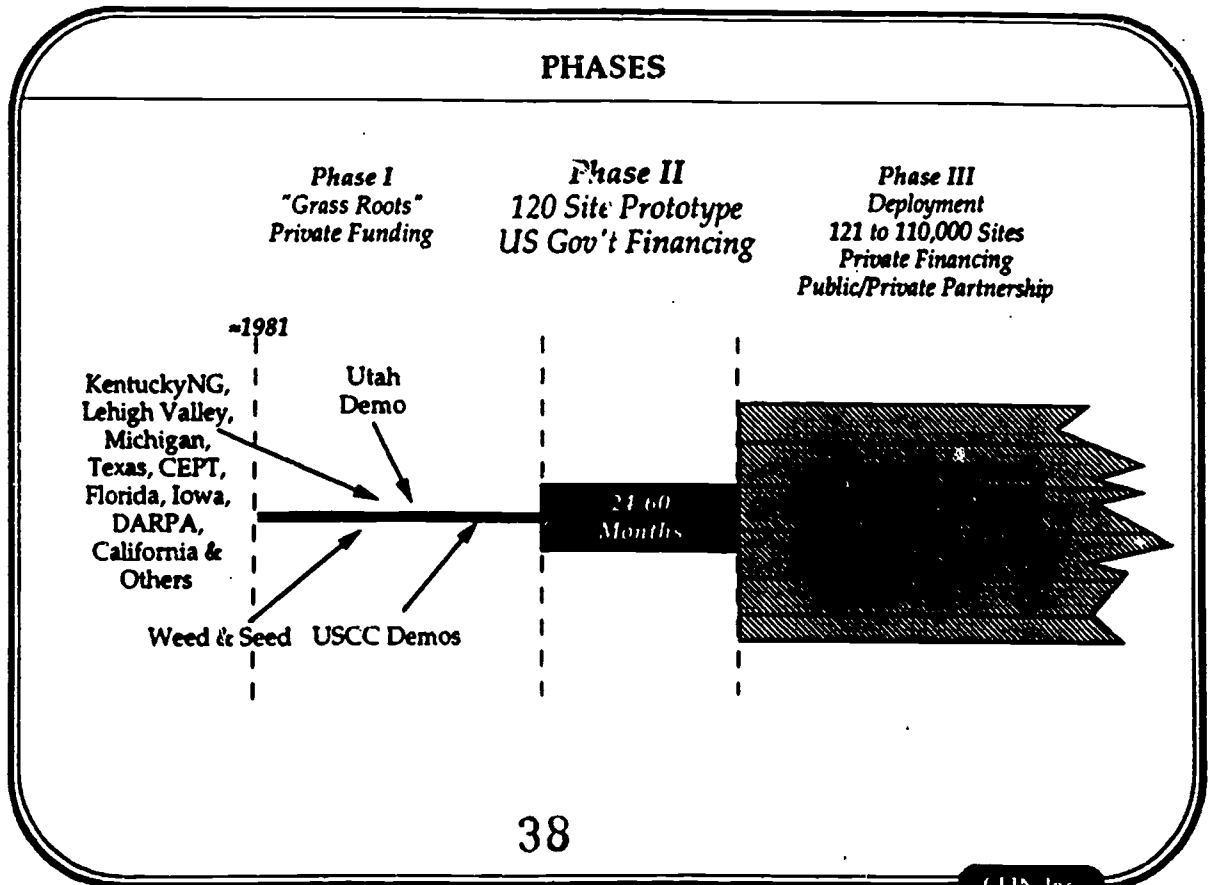 PHASES
Phase I
"Grass Roots"
Private Funding
Phase II
120 Site Prototype
US Gov't Financing
Phase III
Deployment
121 to 110,000 Sites
Private Financing
Public/Private Partnership
≈1981
KentuckyNG,
Lehigh Valley,
Michigan,
Texas, CEPT,
Florida, Iowa,
DARPA,
California &
Others
Utah
Demo
24-60
Months
Weed & Seed
USCC Demos
38